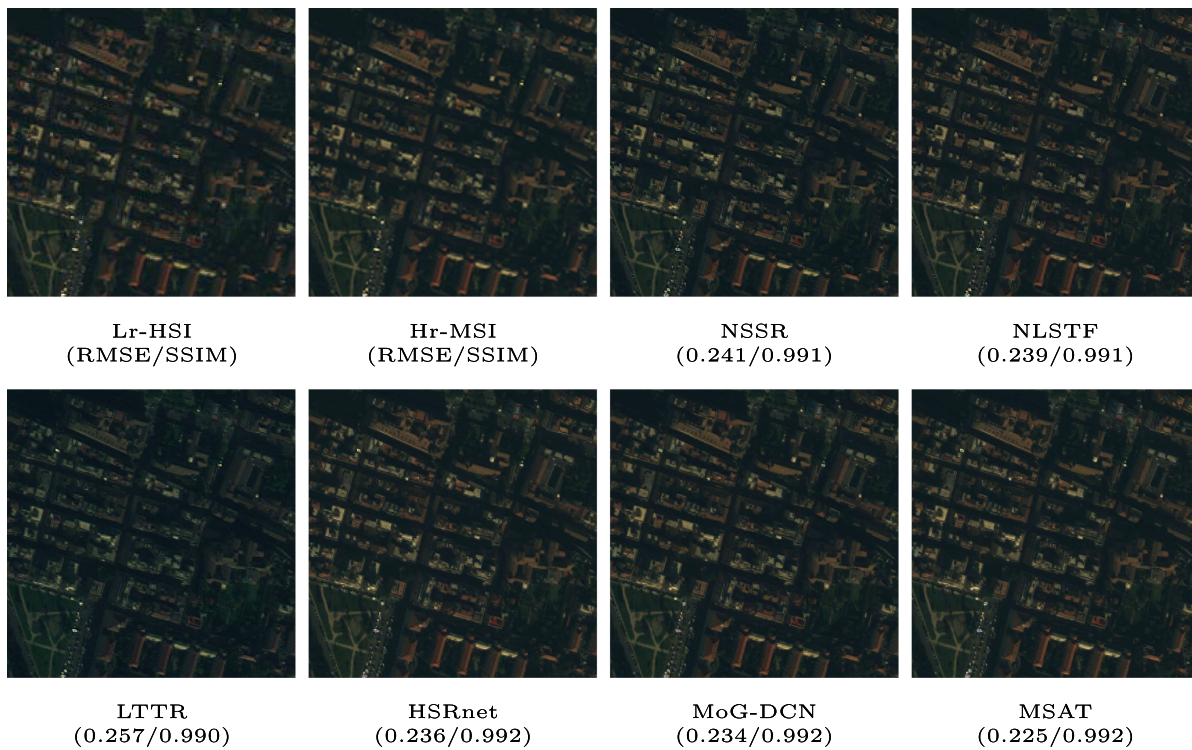 Lr-HSI
(RMSE/SSIM)
Hr-MSI
(RMSE/SSIM)
NSSR
(0.241/0.991)
NLSTF
(0.239/0.991)
LTTR
(0.257/0.990)
HSRnet
(0.236/0.992)
MoG-DCN
(0.234/0.992)
MSAT
(0.225/0.992)